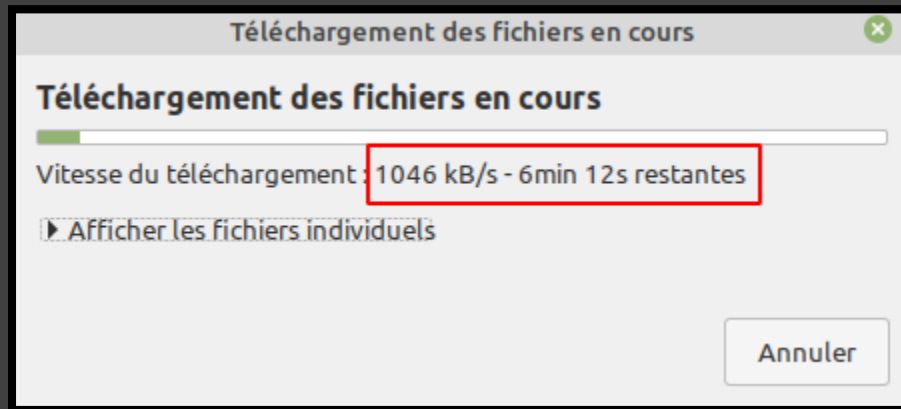 Téléchargement des fichiers en cours
Téléchargement des fichiers en cours
Vitesse du téléchargement : 1046 kB/s - 6min 12s restantes
Afficher les fichiers individuels
Annuler